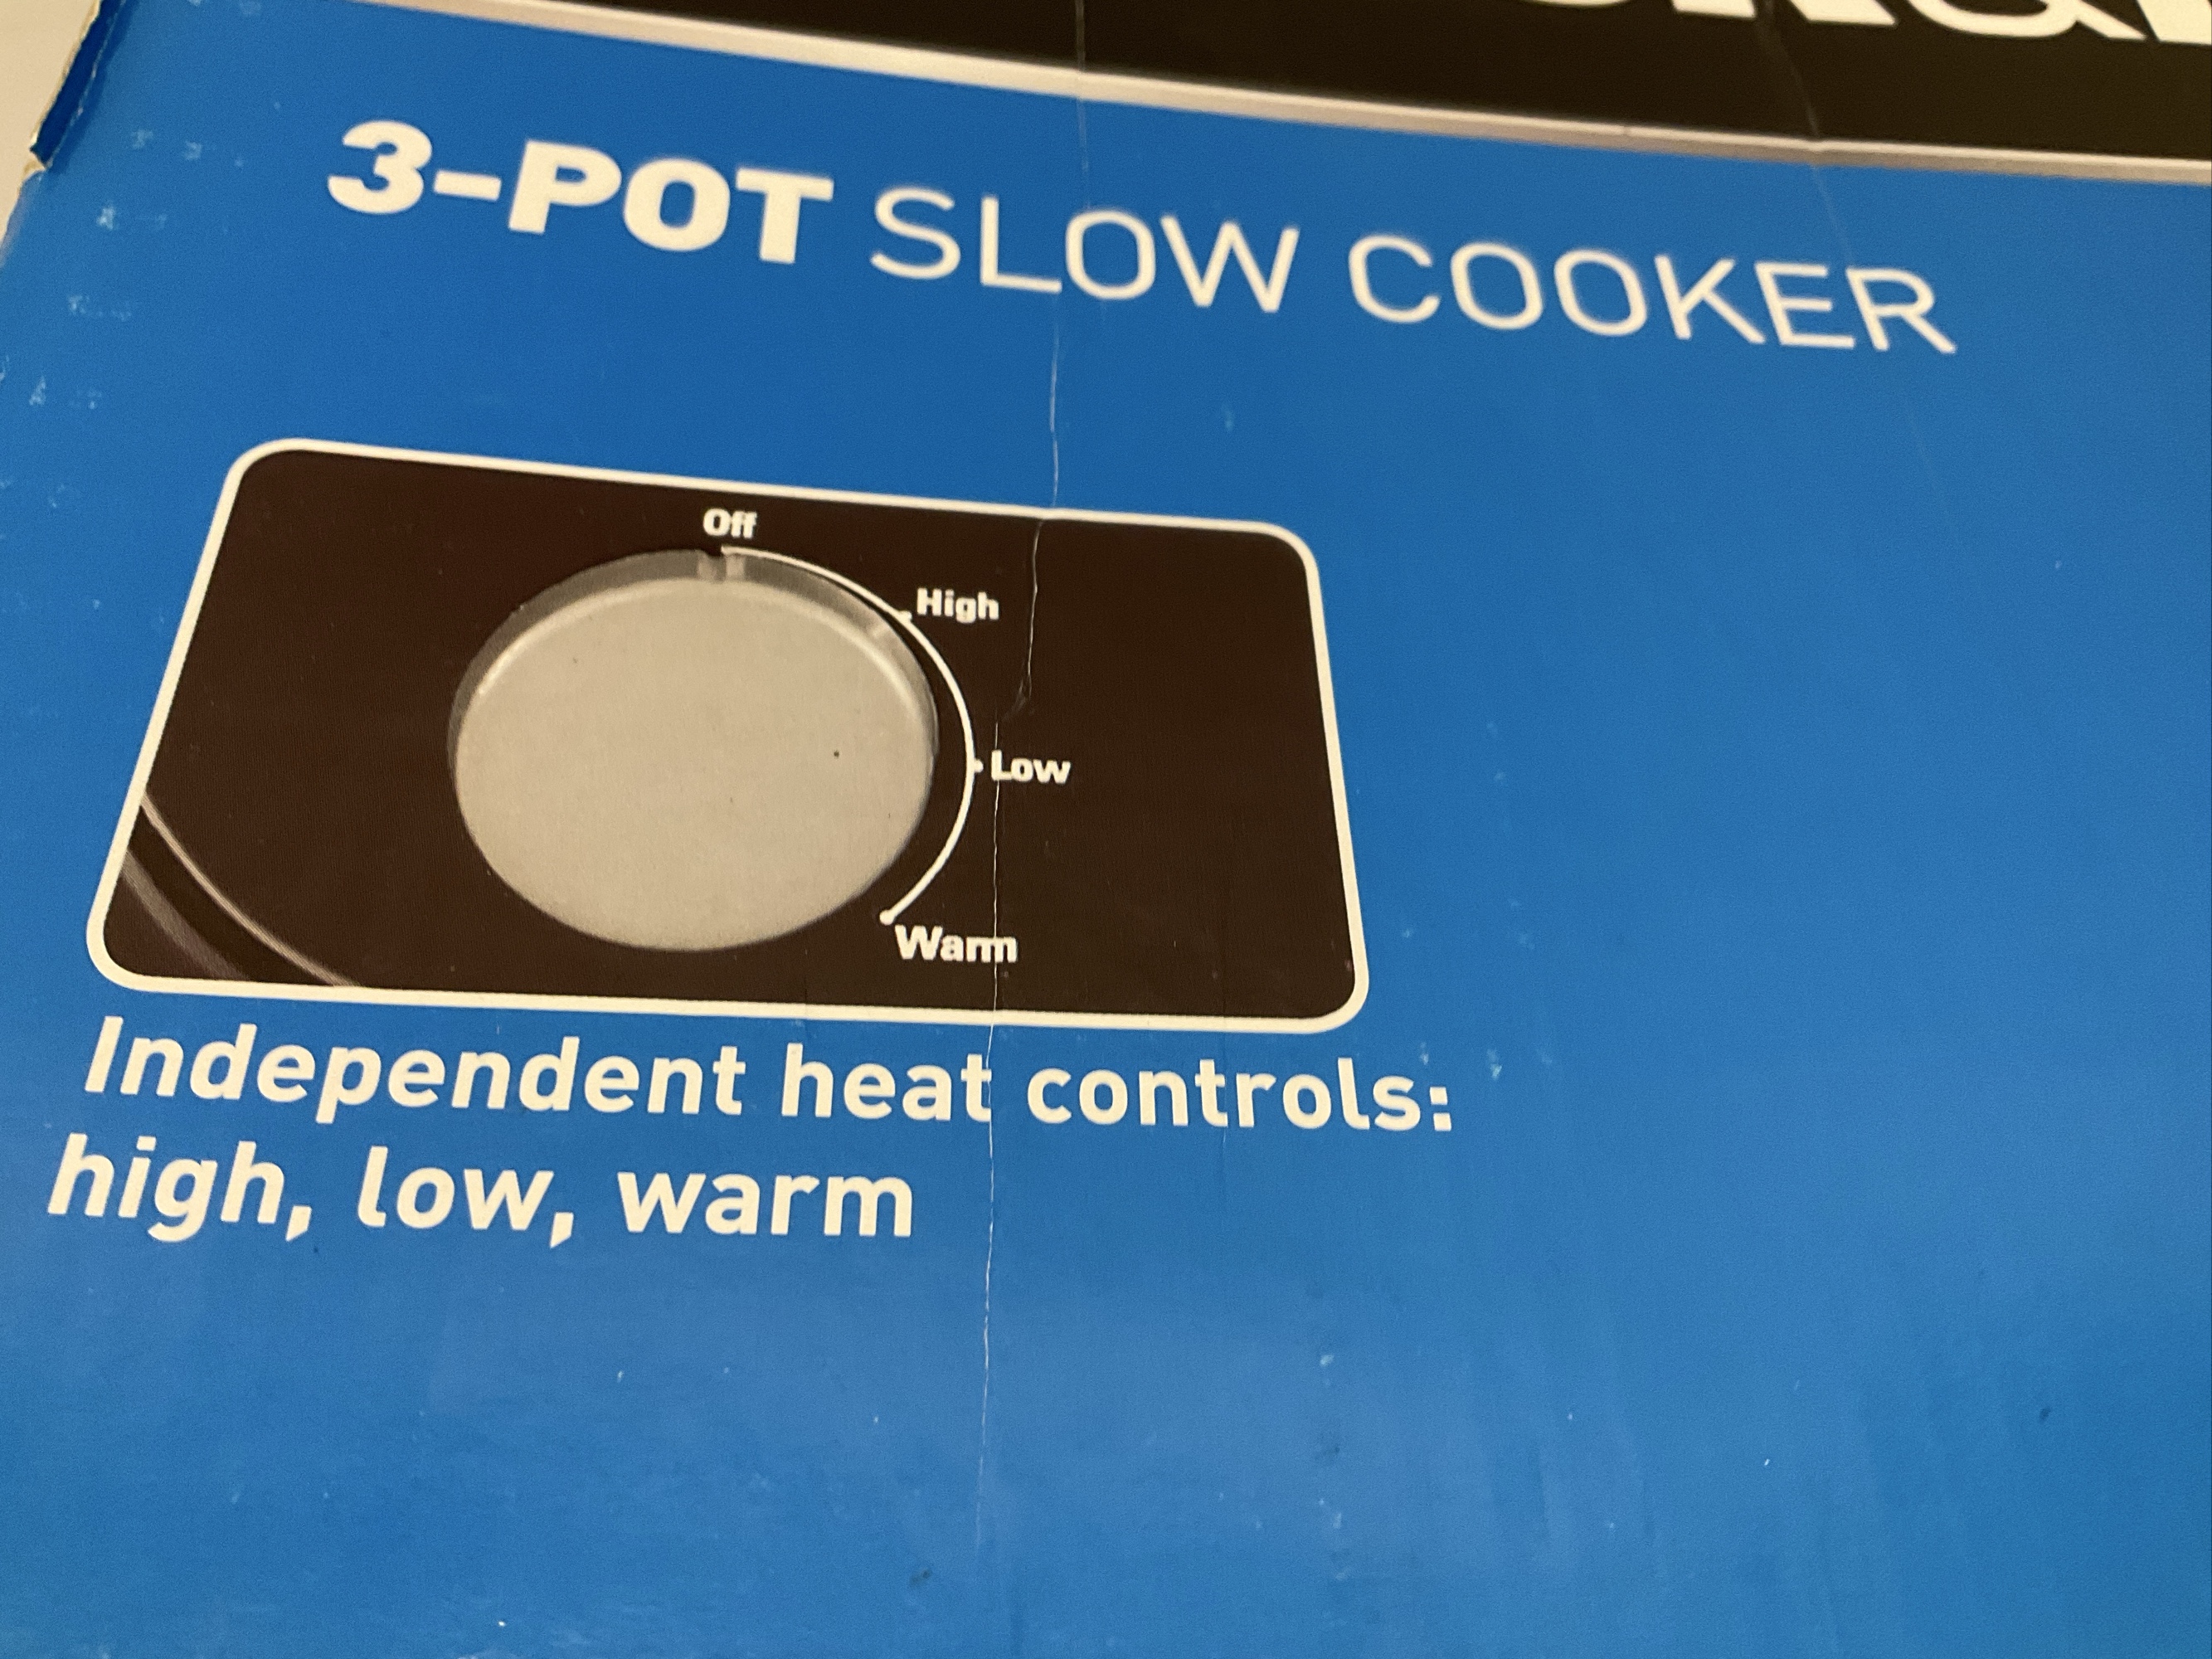 3-POT SLOW COOKER
Off
High
Low
Warm
Independent heat controls:
high, low, warm